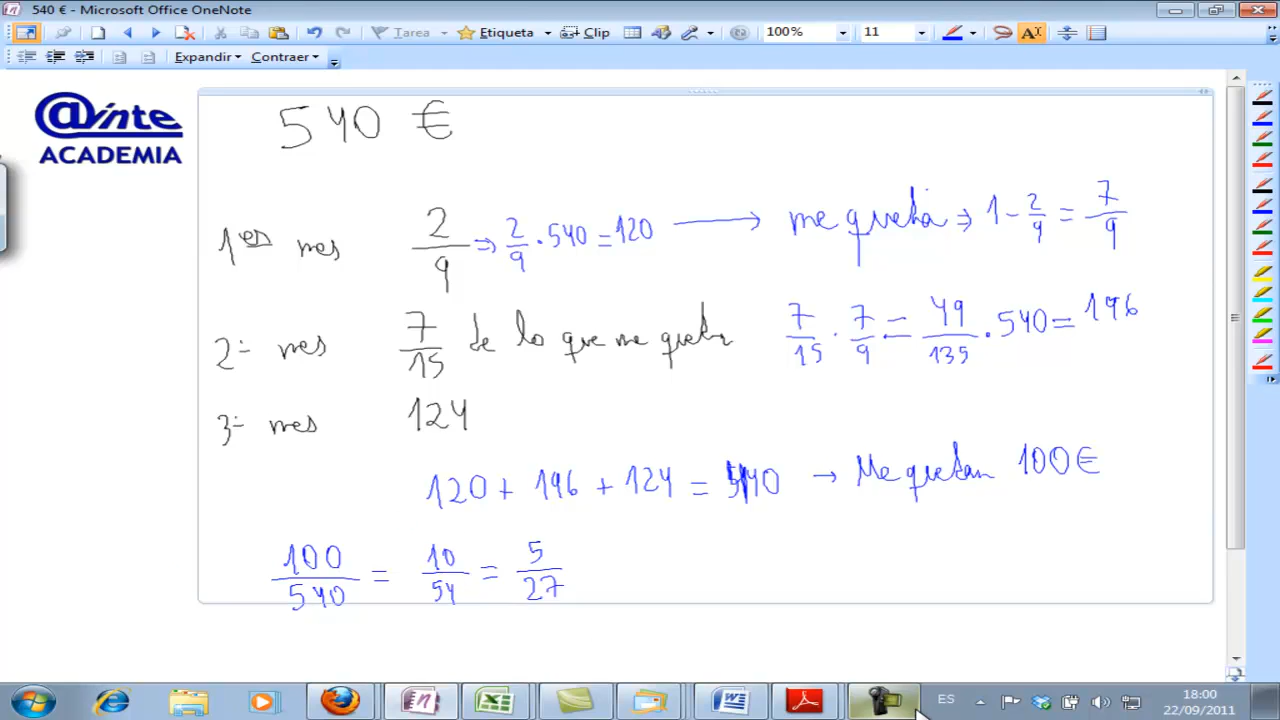 540 € - Microsoft Office OneNote
Tarea Etiqueta Clip 100% 11
Expandir Contraer
@inte
ACADEMIA
540 €
1er mes 2/9 ⇒ 2/9 · 540 = 120 → me queda ⇒ 1 - 2/9 = 7/9
2º mes 7/15 de lo que me queda 7/15 · 7/9 = 49/135 · 540 = 196
3º mes 124
120 + 196 + 124 = 440 → Me quedan 100 €
100/540 = 10/54 = 5/27
ES 18:00
22/09/2011